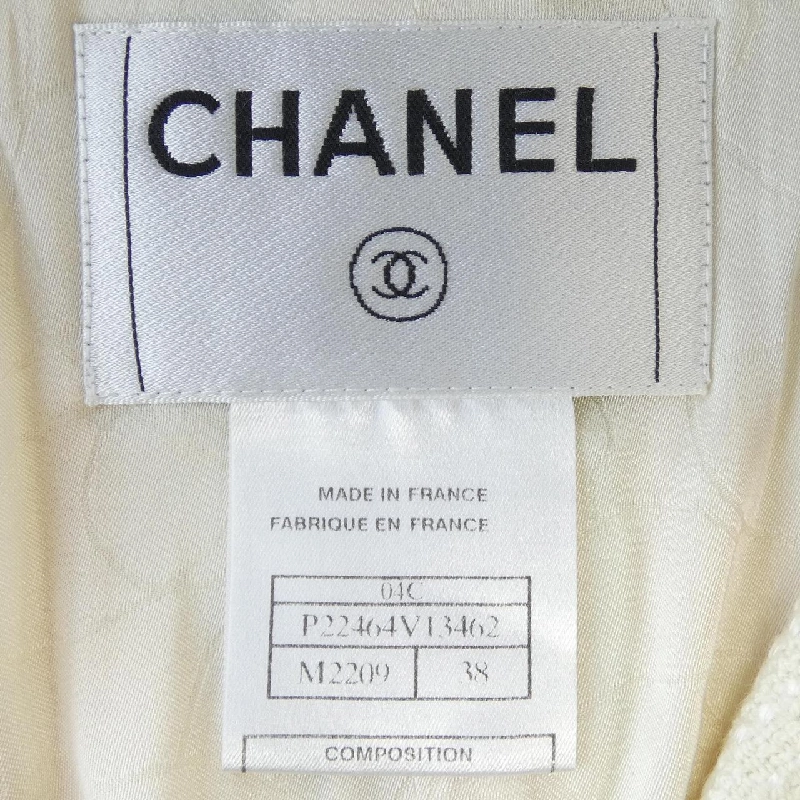 CHANEL
MADE IN FRANCE
FABRIQUE EN FRANCE
04C
P22464V13462
M2209 38
COMPOSITION